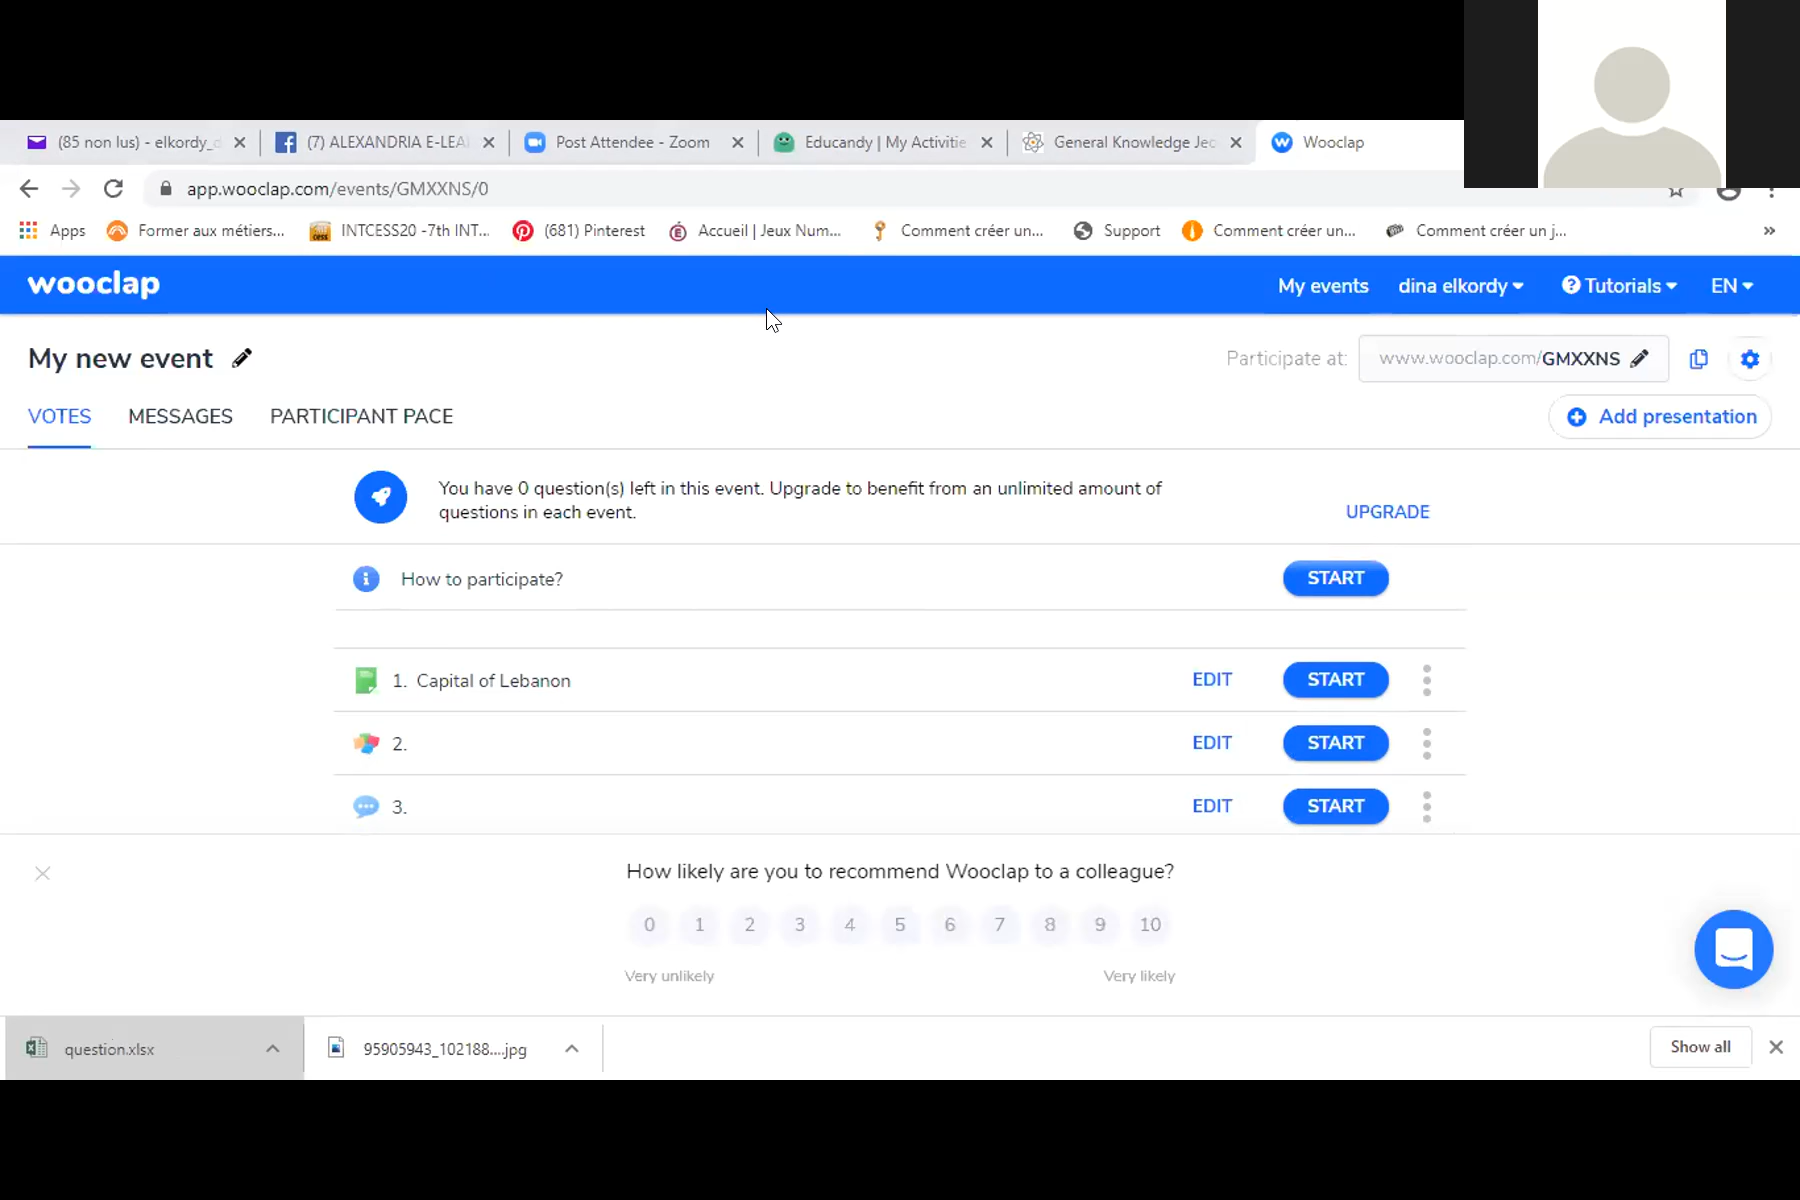 (85 non lus) - elkordy_d
(7) ALEXANDRIA E-LEA
Post Attendee - Zoom
Educandy | My Activitie
General Knowledge Jeo
Wooclap
app.wooclap.com/events/GMXXNS/0
Apps
Former aux métiers...
INTCESS20 -7th INT...
(681) Pinterest
Accueil | Jeux Num...
Comment créer un...
Support
Comment créer un...
Comment créer un j...
»
wooclap
My events
dina elkordy
Tutorials
EN
My new event
Participate at:
www.wooclap.com/GMXXNS
VOTES
MESSAGES
PARTICIPANT PACE
Add presentation
You have 0 question(s) left in this event. Upgrade to benefit from an unlimited amount of
questions in each event.
UPGRADE
How to participate?
START
1. Capital of Lebanon
EDIT
START
2.
EDIT
START
3.
EDIT
START
How likely are you to recommend Wooclap to a colleague?
0 1 2 3 4 5 6 7 8 9 10
Very unlikely
Very likely
question.xlsx
95905943_102188....jpg
Show all